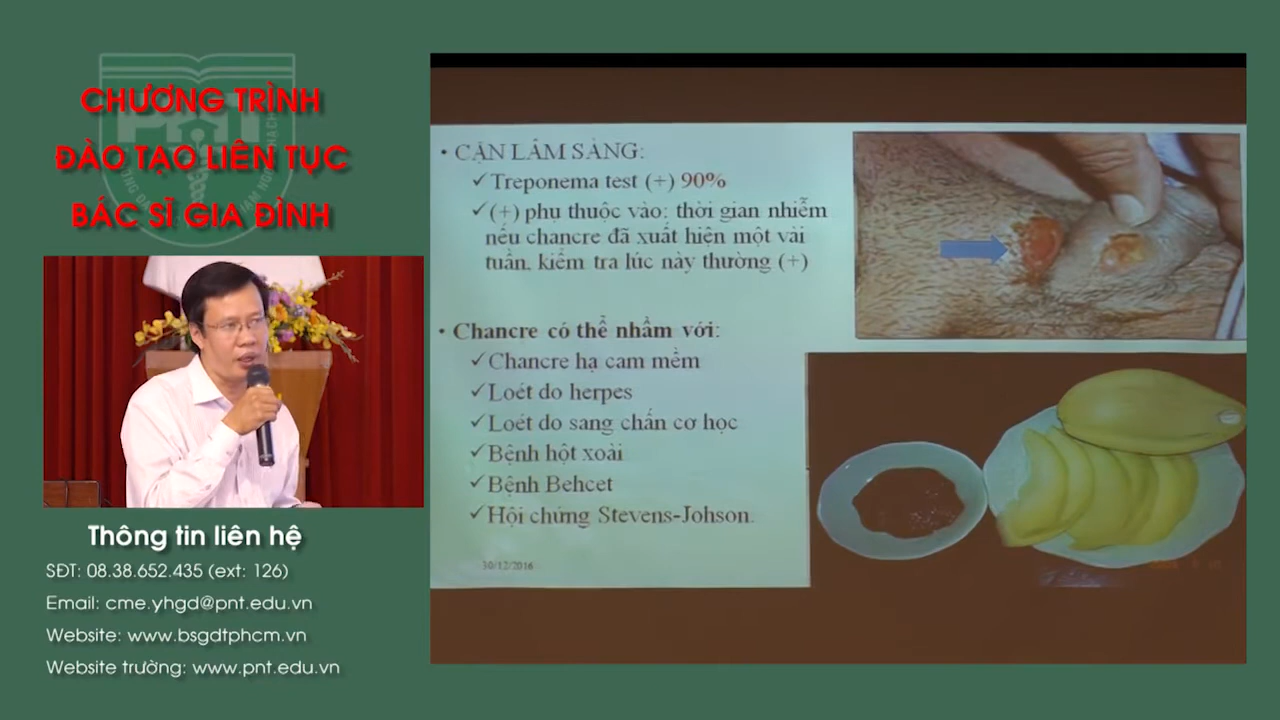 CHƯƠNG TRÌNH
ĐÀO TẠO LIÊN TỤC
BÁC SĨ GIA ĐÌNH
Thông tin liên hệ
SĐT: 08.38.652.435 (ext: 126)
Email: cme.yhgd@pnt.edu.vn
Website: www.bsgdtphcm.vn
Website trường: www.pnt.edu.vn
• CẬN LÂM SÀNG:
✓Treponema test (+) 90%
✓(+) phụ thuộc vào: thời gian nhiễm
nếu chancre đã xuất hiện một vài
tuần, kiểm tra lúc này thường (+)
• Chancre có thể nhầm với:
✓Chancre hạ cam mềm
✓Loét do herpes
✓Loét do sang chấn cơ học
✓Bệnh hột xoài
✓Bệnh Behcet
✓Hội chứng Stevens-Johson.
30/12/2016